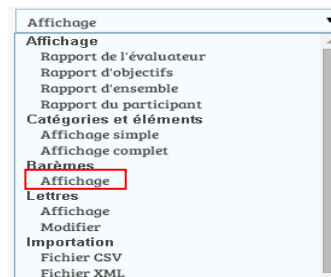 Affichage
Affichage
Rapport de l'évaluateur
Rapport d'objectifs
Rapport d'ensemble
Rapport du participant
Catégories et éléments
Affichage simple
Affichage complet
Barèmes
Affichage
Lettres
Affichage
Modifier
Importation
Fichier CSV
Fichier XML